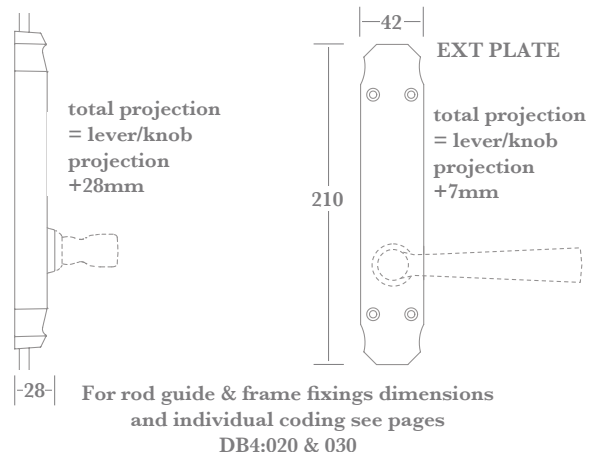 42
EXT PLATE
total projection
= lever/knob
projection
+28mm
total projection
= lever/knob
projection
+7mm
210
28
For rod guide & frame fixings dimensions
and individual coding see pages
DB4:020 & 030